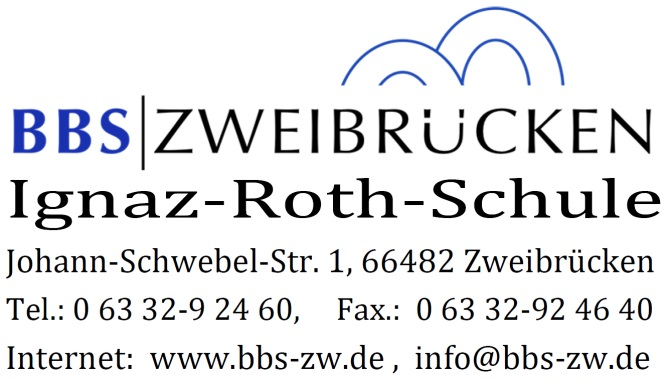 BBS|ZWEIBRÜCKEN
Ignaz-Roth-Schule
Johann-Schwebel-Str. 1, 66482 Zweibrücken
Tel.: 0 63 32-9 24 60, Fax.: 0 63 32-92 46 40
Internet: www.bbs-zw.de , info@bbs-zw.de